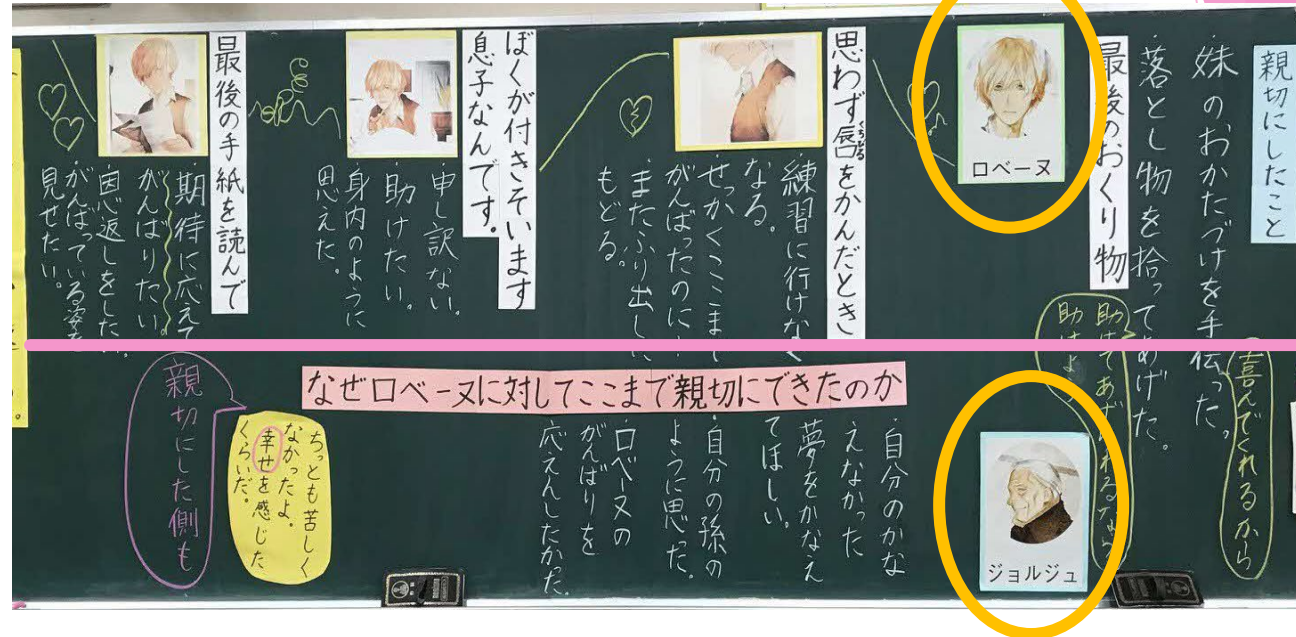 親切にしたこと
妹のおかたづけを手伝った。
喜んでくれるから
・落とし物を拾ってあげた。
最後のおくり物
ロベーヌ
思わず唇をかんだとき
くちびる
・練習に行けなく
なる。
・せっかくここまで
がんばったのに…
・またふり出しに
もどる。
ぼくが付きそいます
息子なんです。
・申し訳ない。
・助けたい。
・身内のように
思えた。
最後の手紙を読んで
・期待に応えて
がんばりたい。
・恩返しをしたい。
・がんばっている姿を
見せたい。
ジョルジュ
なぜロベーヌに対してここまで親切にできたのか
・自分のかな
えなかった
夢をかなえ
てほしい。
・自分の孫の
ように思った。
・ロベーヌの
がんばりを
応えんしたかった。
ちっとも苦しく
なかったよ。
幸せを感じた
くらいだ。
親切にした側も